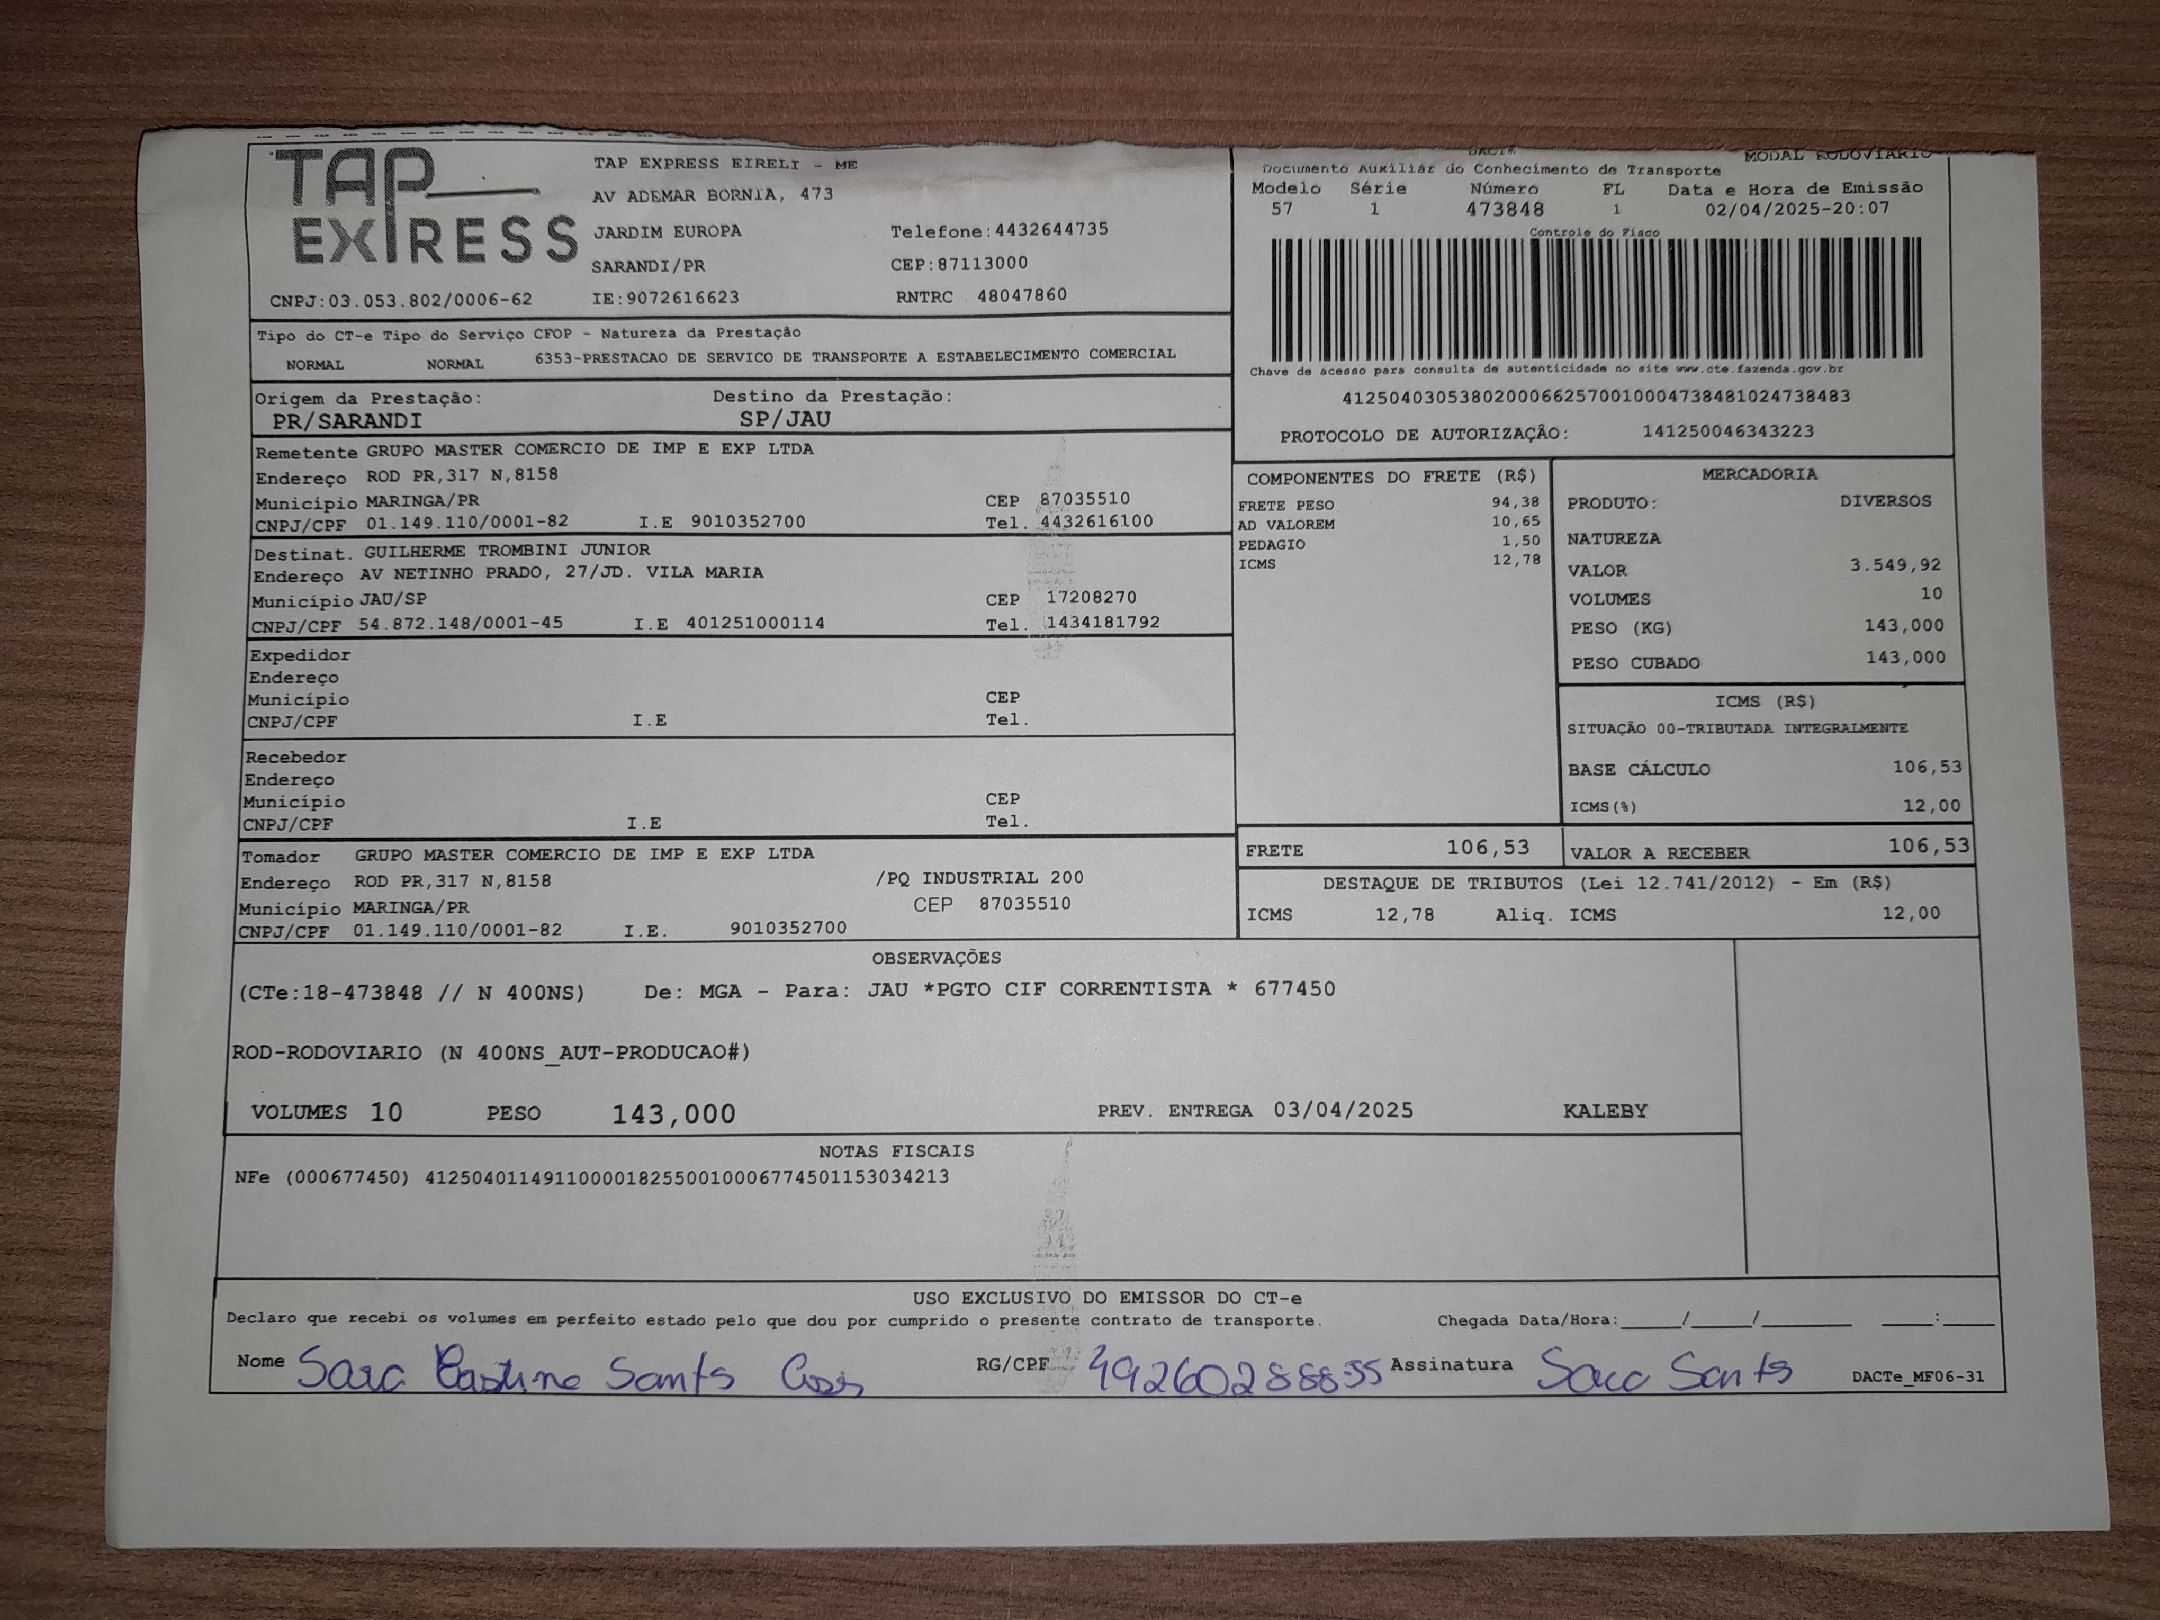 TAP EXPRESS
TAP EXPRESS EIRELI - ME
AV ADEMAR BORNIA, 473
JARDIM EUROPA Telefone:4432644735
SARANDI/PR CEP:87113000
CNPJ:03.053.802/0006-62 IE:9072616623 RNTRC 48047860
DACTE MODAL RODOVIARIO
Documento Auxiliar do Conhecimento de Transporte
Modelo Série Número FL Data e Hora de Emissão
57 1 473848 1 02/04/2025-20:07
Controle do Fisco
Chave de acesso para consulta de autenticidade no site www.cte.fazenda.gov.br
41250403053802000662570010004738481024738483
PROTOCOLO DE AUTORIZAÇÃO: 141250046343223
Tipo do CT-e Tipo do Serviço CFOP - Natureza da Prestação
NORMAL NORMAL 6353-PRESTACAO DE SERVICO DE TRANSPORTE A ESTABELECIMENTO COMERCIAL
Origem da Prestação: Destino da Prestação:
PR/SARANDI SP/JAU
Remetente GRUPO MASTER COMERCIO DE IMP E EXP LTDA
Endereço ROD PR,317 N,8158
Município MARINGA/PR CEP 87035510
CNPJ/CPF 01.149.110/0001-82 I.E 9010352700 Tel. 4432616100
Destinat. GUILHERME TROMBINI JUNIOR
Endereço AV NETINHO PRADO, 27/JD. VILA MARIA
Município JAU/SP CEP 17208270
CNPJ/CPF 54.872.148/0001-45 I.E 401251000114 Tel. 1434181792
Expedidor
Endereço
Município CEP
CNPJ/CPF I.E Tel.
Recebedor
Endereço
Município CEP
CNPJ/CPF I.E Tel.
Tomador GRUPO MASTER COMERCIO DE IMP E EXP LTDA
Endereço ROD PR,317 N,8158 /PQ INDUSTRIAL 200
Município MARINGA/PR CEP 87035510
CNPJ/CPF 01.149.110/0001-82 I.E. 9010352700
COMPONENTES DO FRETE (R$)
FRETE PESO 94,38
AD VALOREM 10,65
PEDAGIO 1,50
ICMS 12,78
MERCADORIA
PRODUTO: DIVERSOS
NATUREZA
VALOR 3.549,92
VOLUMES 10
PESO (KG) 143,000
PESO CUBADO 143,000
ICMS (R$)
SITUAÇÃO 00-TRIBUTADA INTEGRALMENTE
BASE CÁLCULO 106,53
ICMS(%) 12,00
FRETE 106,53 VALOR A RECEBER 106,53
DESTAQUE DE TRIBUTOS (Lei 12.741/2012) - Em (R$)
ICMS 12,78 Aliq. ICMS 12,00
OBSERVAÇÕES
(CTe:18-473848 // N 400NS) De: MGA - Para: JAU *PGTO CIF CORRENTISTA * 677450
ROD-RODOVIARIO (N 400NS_AUT-PRODUCAO#)
VOLUMES 10 PESO 143,000 PREV. ENTREGA 03/04/2025 KALEBY
NOTAS FISCAIS
NFe (000677450) 41250401149110000182550010006774501153034213
USO EXCLUSIVO DO EMISSOR DO CT-e
Declaro que recebi os volumes em perfeito estado pelo que dou por cumprido o presente contrato de transporte. Chegada Data/Hora:_____/_____/_______ ____:____
Nome Sara Sants RG/CPF 49260288835 Assinatura Sara Sants DACTe_MF06-31